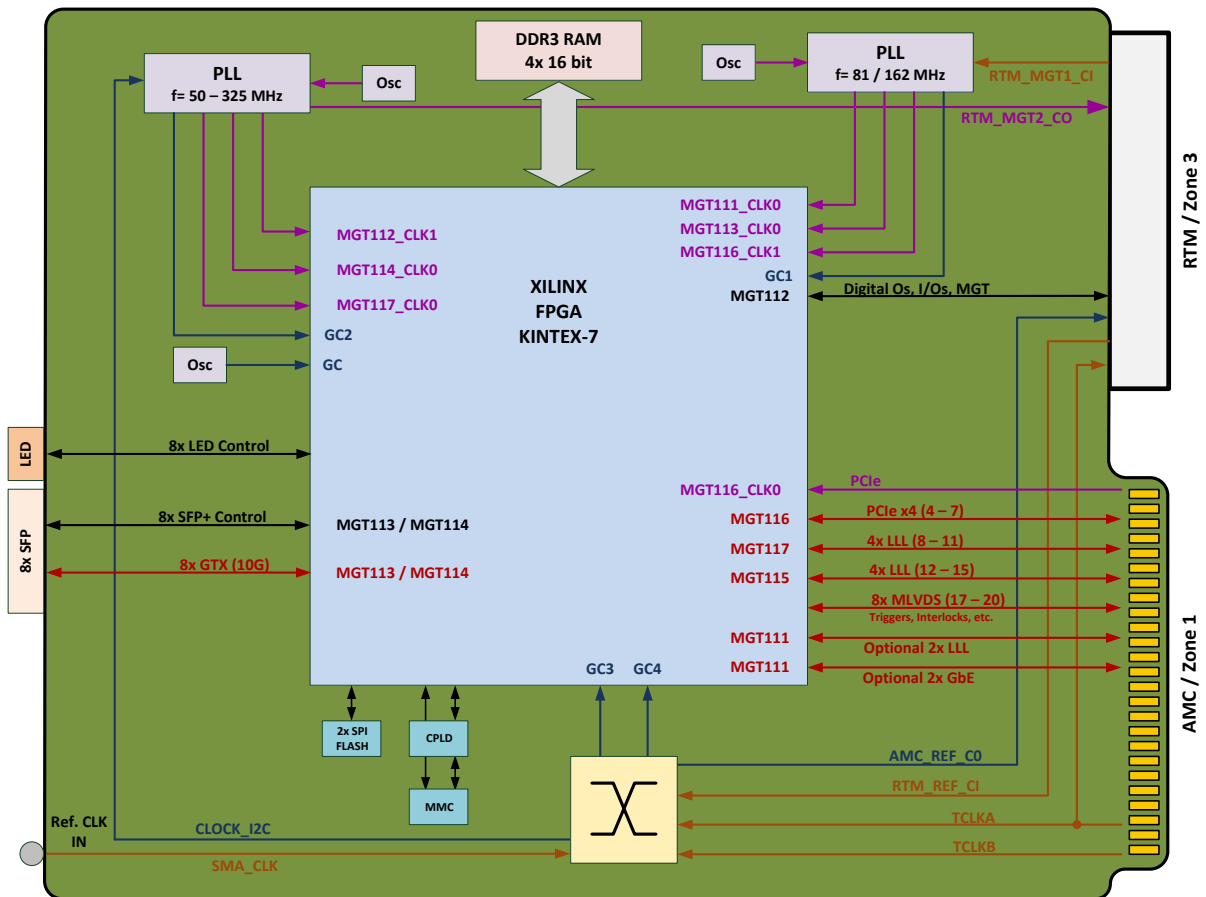 DDR3 RAM
4x 16 bit
PLL
f= 50 – 325 MHz
Osc
Osc
PLL
f= 81 / 162 MHz
RTM_MGT1_CI
RTM_MGT2_CO
RTM / Zone 3
MGT112_CLK1
MGT114_CLK0
MGT117_CLK0
GC2
GC
Osc
XILINX
FPGA
KINTEX-7
MGT111_CLK0
MGT113_CLK0
MGT116_CLK1
GC1
MGT112
Digital Os, I/Os, MGT
LED
8x LED Control
8x SFP
8x SFP+ Control
MGT113 / MGT114
8x GTX (10G)
MGT113 / MGT114
MGT116_CLK0
PCIe
MGT116
PCIe x4 (4 – 7)
MGT117
4x LLL (8 – 11)
MGT115
4x LLL (12 – 15)
8x MLVDS (17 – 20)
Triggers, Interlocks, etc.
MGT111
Optional 2x LLL
MGT111
Optional 2x GbE
AMC / Zone 1
GC3
GC4
2x SPI
FLASH
CPLD
MMC
AMC_REF_C0
RTM_REF_CI
TCLKA
TCLKB
Ref. CLK
IN
CLOCK_I2C
SMA_CLK